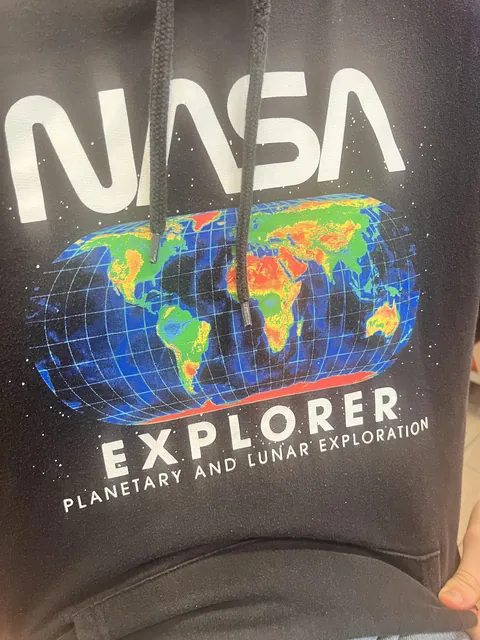 NASA
EXPLORER
PLANETARY AND LUNAR EXPLORATION